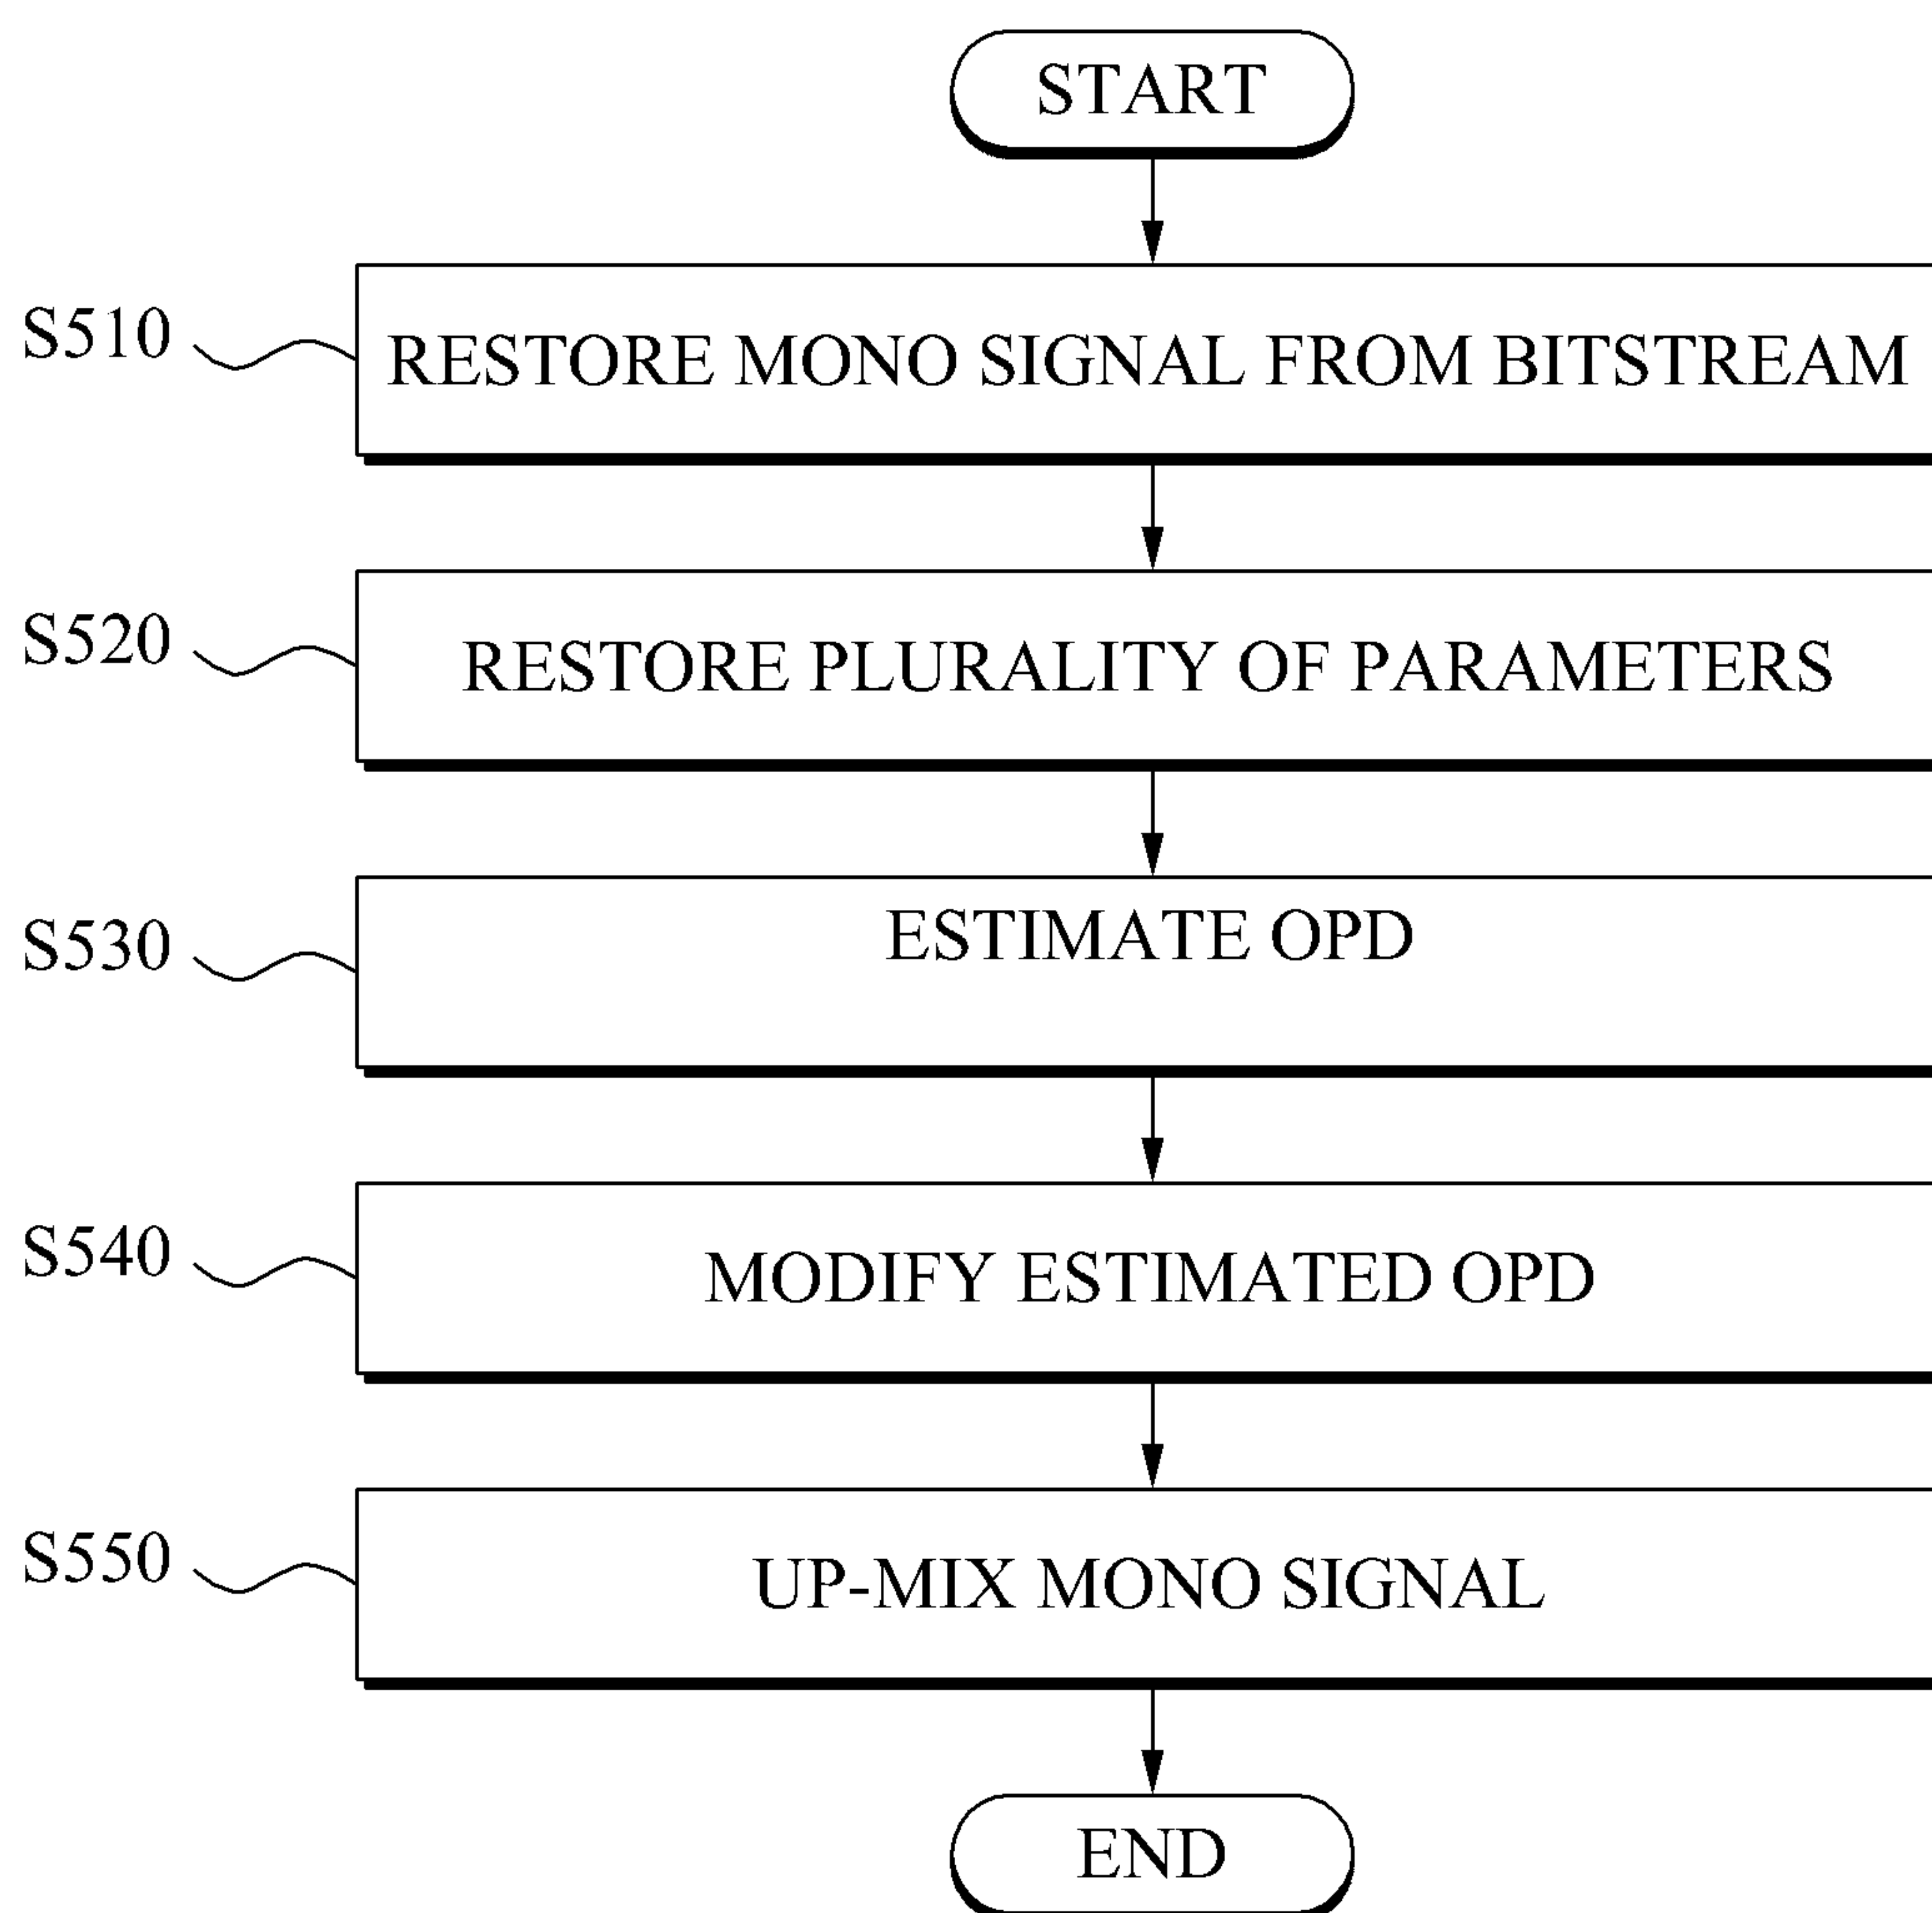 START
S510
RESTORE MONO SIGNAL FROM BITSTREAM
S520
RESTORE PLURALITY OF PARAMETERS
S530
ESTIMATE OPD
S540
MODIFY ESTIMATED OPD
S550
UP-MIX MONO SIGNAL
END